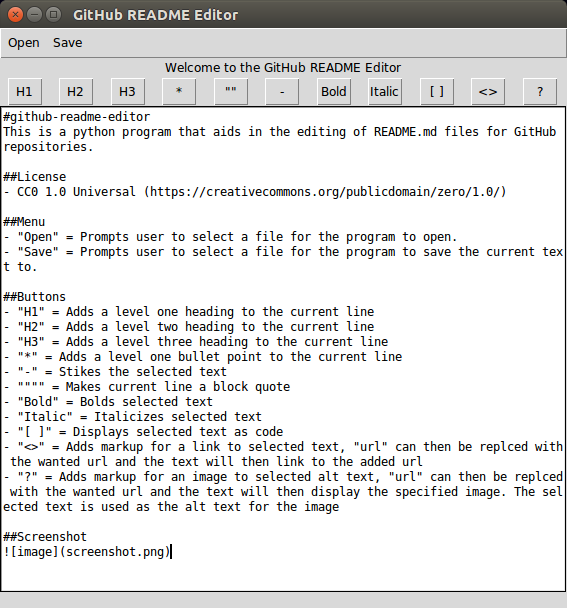 GitHub README Editor
Open Save
Welcome to the GitHub README Editor
H1 H2 H3 * "" - Bold Italic [ ] <> ?
#github-readme-editor
This is a python program that aids in the editing of README.md files for GitHub
repositories.
##License
- CC0 1.0 Universal (https://creativecommons.org/publicdomain/zero/1.0/)
##Menu
- "Open" = Prompts user to select a file for the program to open.
- "Save" = Prompts user to select a file for the program to save the current tex
t to.
##Buttons
- "H1" = Adds a level one heading to the current line
- "H2" = Adds a level two heading to the current line
- "H3" = Adds a level three heading to the current line
- "*" = Adds a level one bullet point to the current line
- "-" = Stikes the selected text
- """" = Makes current line a block quote
- "Bold" = Bolds selected text
- "Italic" = Italicizes selected text
- "[ ]" = Displays selected text as code
- "<>" = Adds markup for a link to selected text, "url" can then be replced with
the wanted url and the text will then link to the added url
- "?" = Adds markup for an image to selected alt text, "url" can then be replced
with the wanted url and the text will then display the specified image. The sel
ected text is used as the alt text for the image
##Screenshot
![image](screenshot.png)